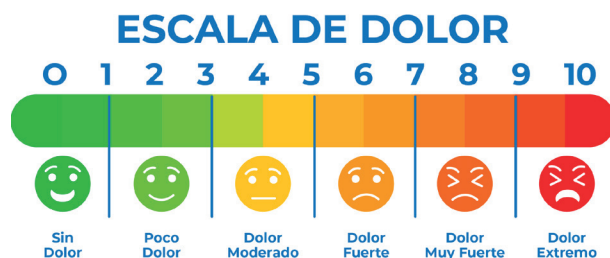 ESCALA DE DOLOR
0 1 2 3 4 5 6 7 8 9 10
Sin Dolor
Poco Dolor
Dolor Moderado
Dolor Fuerte
Dolor Muy Fuerte
Dolor Extremo